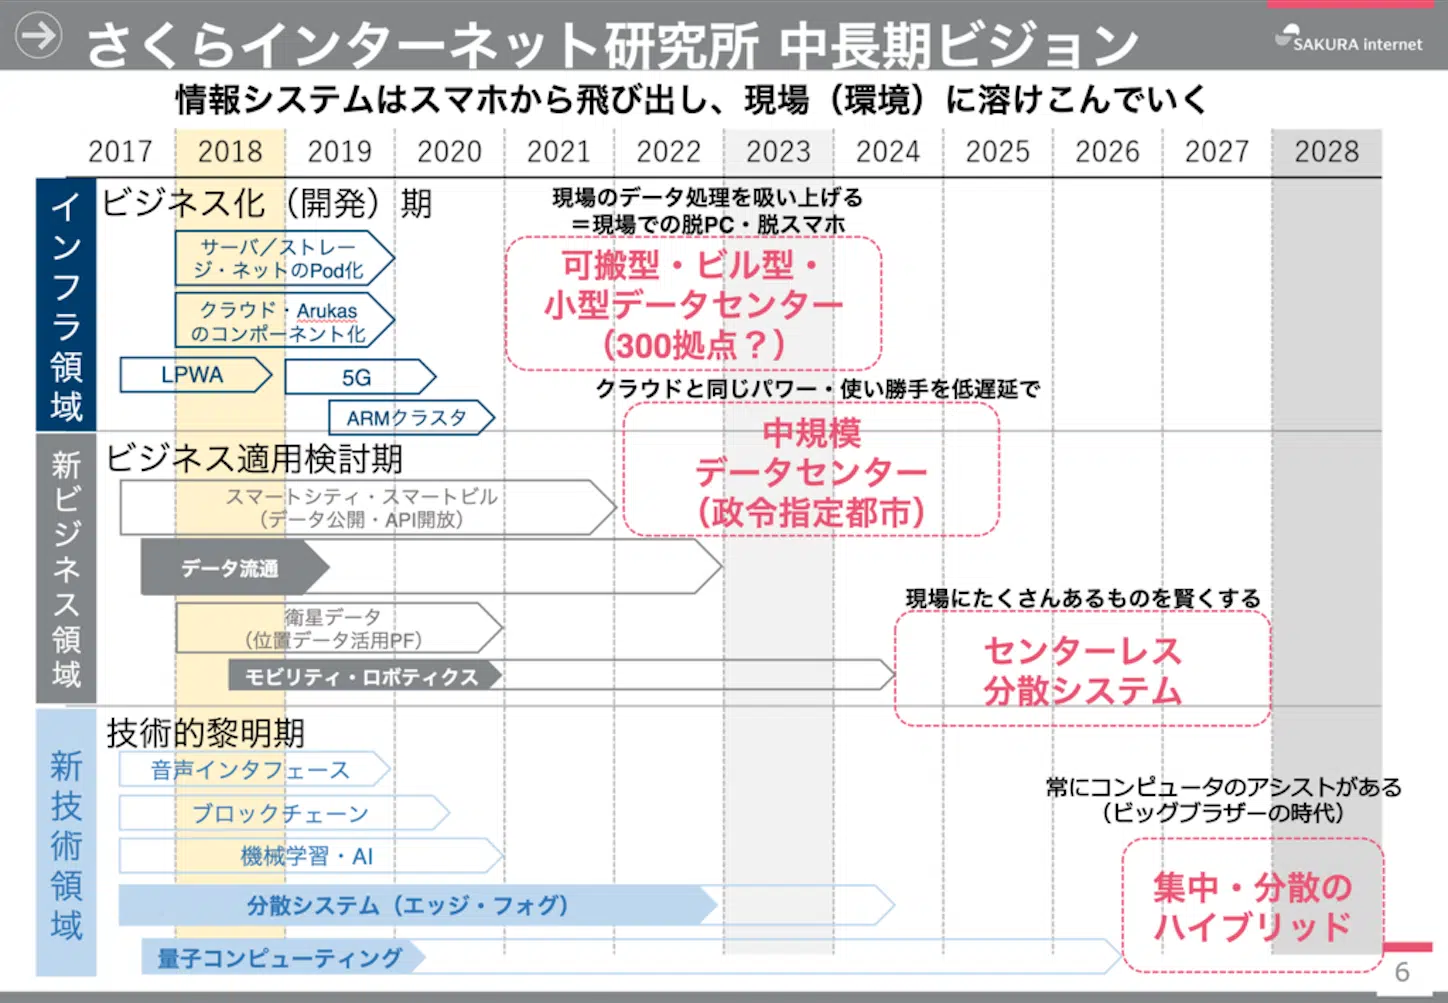 さくらインターネット研究所 中長期ビジョン
SAKURA internet
情報システムはスマホから飛び出し、現場（環境）に溶けこんでいく
2017 2018 2019 2020 2021 2022 2023 2024 2025 2026 2027 2028
インフラ領域
ビジネス化（開発）期
サーバ／ストレー
ジ・ネットのPod化
クラウド・Arukas
のコンポーネント化
LPWA
5G
ARMクラスタ
現場のデータ処理を吸い上げる
＝現場での脱PC・脱スマホ
可搬型・ビル型・
小型データセンター
（300拠点？）
クラウドと同じパワー・使い勝手を低遅延で
中規模
データセンター
（政令指定都市）
新ビジネス領域
ビジネス適用検討期
スマートシティ・スマートビル
（データ公開・API開放）
データ流通
衛星データ
（位置データ活用PF）
モビリティ・ロボティクス
現場にたくさんあるものを賢くする
センターレス
分散システム
新技術領域
技術的黎明期
音声インタフェース
ブロックチェーン
機械学習・AI
分散システム（エッジ・フォグ）
量子コンピューティング
常にコンピュータのアシストがある
（ビッグブラザーの時代）
集中・分散の
ハイブリッド
6